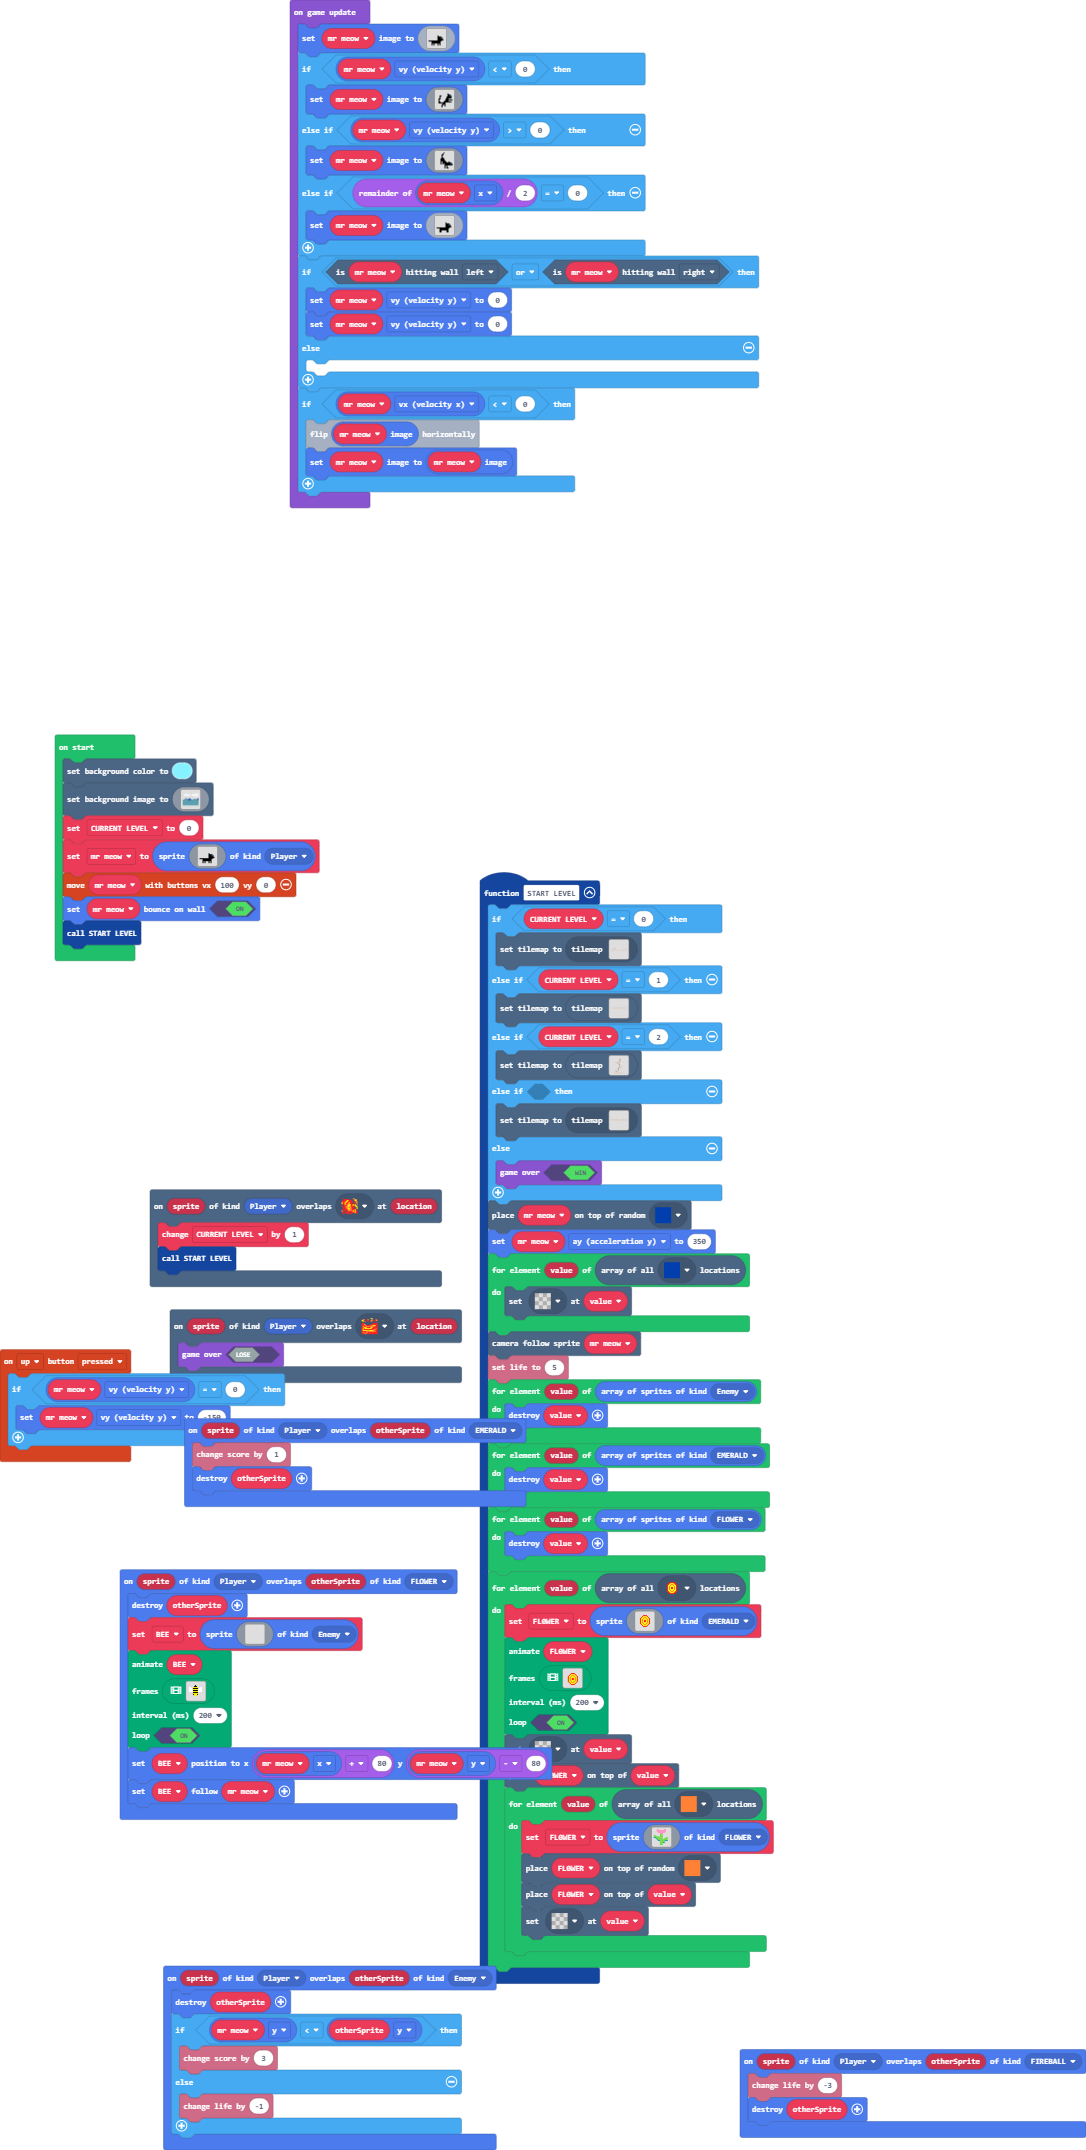 on game update
set mr meow image to
if mr meow vy (velocity y) < 0 then
set mr meow image to
else if mr meow vy (velocity y) > 0 then
set mr meow image to
else if remainder of mr meow x / 2 = 0 then
set mr meow image to
if is mr meow hitting wall left or is mr meow hitting wall right then
set mr meow vy (velocity y) to 0
set mr meow vy (velocity y) to 0
else
if mr meow vx (velocity x) < 0 then
flip mr meow image horizontally
set mr meow image to mr meow image
on start
set background color to
set background image to
set CURRENT LEVEL to 0
set mr meow to sprite of kind Player
move mr meow with buttons vx 100 vy 0
set mr meow bounce on wall ON
call START LEVEL
function START LEVEL
if CURRENT LEVEL = 0 then
set tilemap to tilemap
else if CURRENT LEVEL = 1 then
set tilemap to tilemap
else if CURRENT LEVEL = 2 then
set tilemap to tilemap
else if then
set tilemap to tilemap
else
game over WIN
place mr meow on top of random
set mr meow ay (acceleration y) to 350
for element value of array of all locations
do
set at value
camera follow sprite mr meow
set life to 5
for element value of array of sprites of kind Enemy
do
destroy value
for element value of array of sprites of kind EMERALD
do
destroy value
for element value of array of sprites of kind FLOWER
do
destroy value
for element value of array of all locations
do
set FLOWER to sprite of kind EMERALD
animate FLOWER
frames
interval (ms) 200
loop ON
at value
on top of value
for element value of array of all locations
do
set FLOWER to sprite of kind FLOWER
place FLOWER on top of random
place FLOWER on top of value
set at value
on sprite of kind Player overlaps at location
change CURRENT LEVEL by 1
call START LEVEL
on sprite of kind Player overlaps at location
game over LOSE
on up button pressed
if mr meow vy (velocity y) = 0 then
set mr meow vy (velocity y) to -150
on sprite of kind Player overlaps otherSprite of kind EMERALD
change score by 1
destroy otherSprite
on sprite of kind Player overlaps otherSprite of kind FLOWER
destroy otherSprite
set BEE to sprite of kind Enemy
animate BEE
frames
interval (ms) 200
loop ON
set BEE position to x mr meow x + 80 y mr meow y - 80
set BEE follow mr meow
on sprite of kind Player overlaps otherSprite of kind Enemy
destroy otherSprite
if mr meow y < otherSprite y then
change score by 3
else
change life by -1
on sprite of kind Player overlaps otherSprite of kind FIREBALL
change life by -3
destroy otherSprite